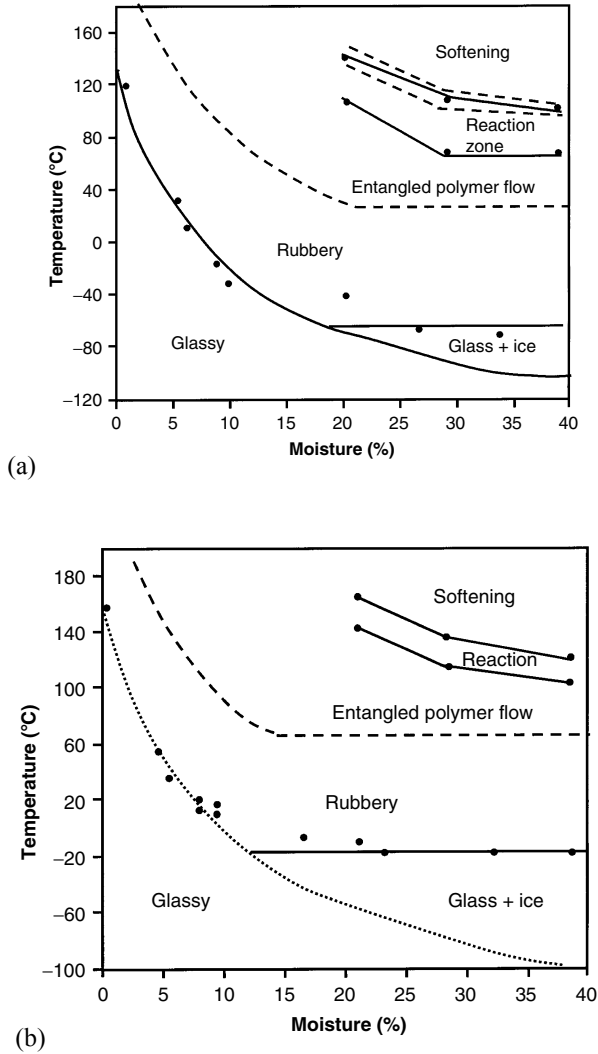 160
Softening
120
Reaction
zone
80
Entangled polymer flow
40
Temperature (°C)
0
Rubbery
−40
Glassy
Glass + ice
−80
−120
0 5 10 15 20 25 30 35 40
Moisture (%)
(a)
180
Softening
140
Reaction
100
Entangled polymer flow
60
Temperature (°C)
20
Rubbery
−20
Glassy
Glass + ice
−60
−100
0 5 10 15 20 25 30 35 40
Moisture (%)
(b)